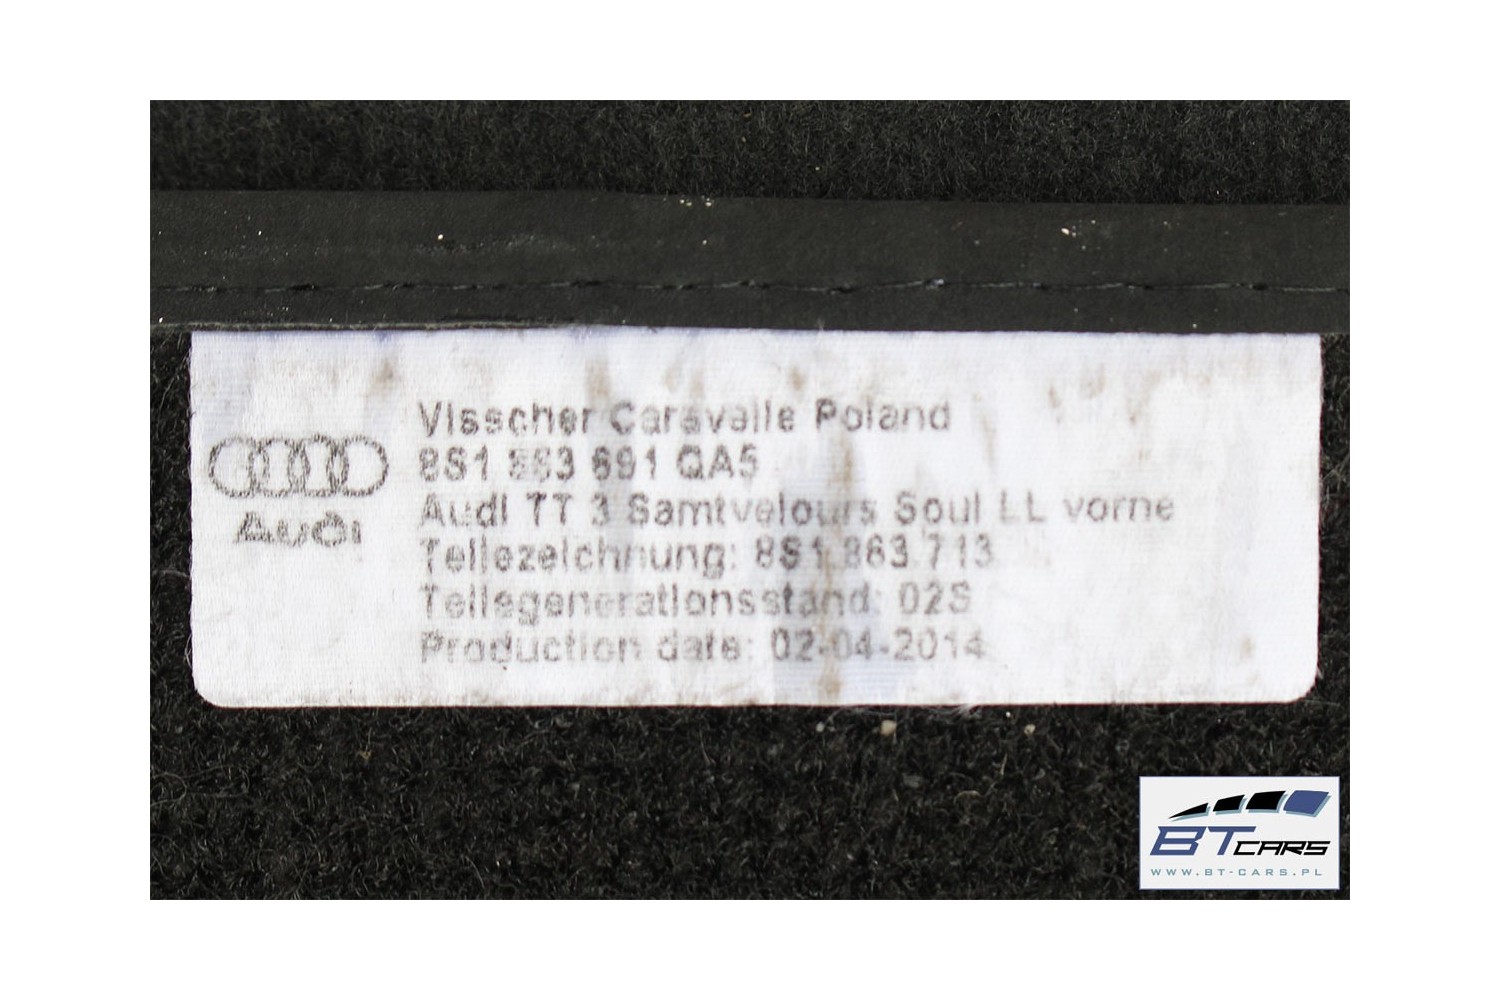 Visscher Caravelle Poland
8S1 863 691 QA5
Audi
Audi TT 3 Samtvelours Soul LL vorne
Teilezeichnung: 8S1.863.713
Teilegenerationsstand: 02S
Production date: 02-04-2014
BT CARS
WWW.BT-CARS.PL